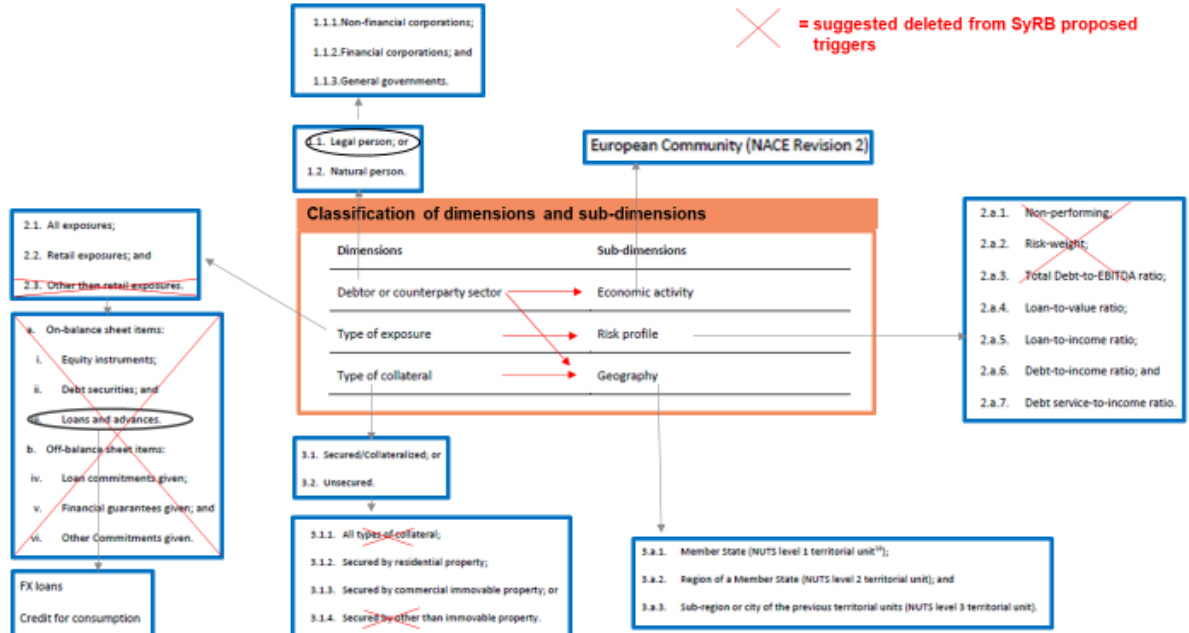 1.1.1.Non-financial corporations;
1.1.2.Financial corporations; and
1.1.3.General governments.
= suggested deleted from SyRB proposed
triggers
1.1. Legal person; or
1.2. Natural person.
European Community (NACE Revision 2)
2.1. All exposures;
2.2. Retail exposures; and
2.3. Other than retail exposures.
Classification of dimensions and sub-dimensions
Dimensions Sub-dimensions
Debtor or counterparty sector Economic activity
Type of exposure Risk profile
Type of collateral Geography
2.a.1. Non-performing;
2.a.2. Risk-weight;
2.a.3. Total Debt-to-EBITDA ratio;
2.a.4. Loan-to-value ratio;
2.a.5. Loan-to-income ratio;
2.a.6. Debt-to-income ratio; and
2.a.7. Debt service-to-income ratio.
a. On-balance sheet items:
i. Equity instruments;
ii. Debt securities; and
Loans and advances.
b. Off-balance sheet items:
iv. Loan commitments given;
v. Financial guarantees given; and
vi. Other Commitments given.
FX loans
Credit for consumption
3.1. Secured/Collateralized; or
3.2. Unsecured.
3.1.1. All types of collateral;
3.1.2. Secured by residential property;
3.1.3. Secured by commercial immovable property; or
3.1.4. Secured by other than immovable property.
3.a.1. Member State (NUTS level 1 territorial unit);
3.a.2. Region of a Member State (NUTS level 2 territorial unit); and
3.a.3. Sub-region or city of the previous territorial units (NUTS level 3 territorial unit).